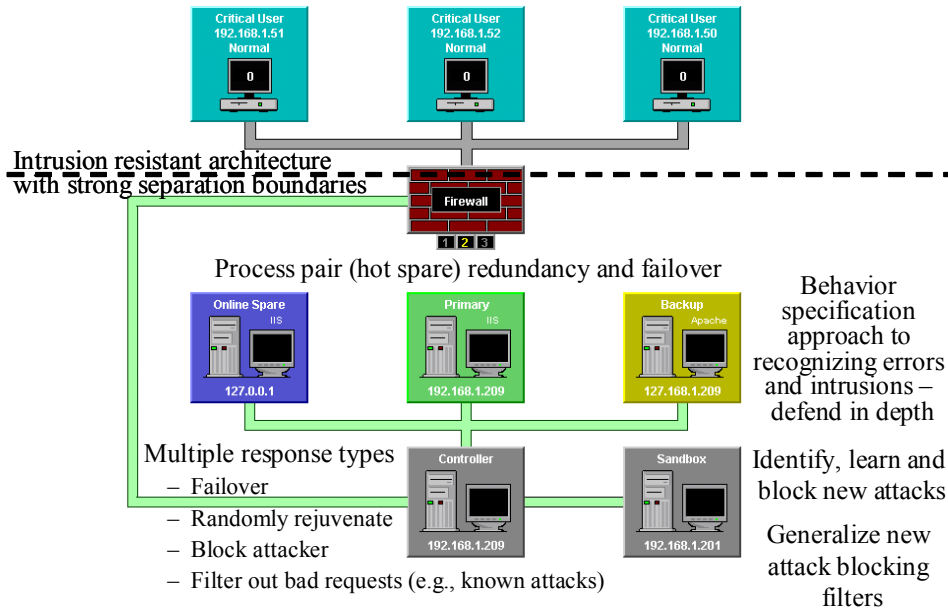 Critical User
192.168.1.51
Normal
0
Critical User
192.168.1.52
Normal
0
Critical User
192.168.1.50
Normal
0
Intrusion resistant architecture
with strong separation boundaries
Firewall
1 2 3
Process pair (hot spare) redundancy and failover
Online Spare
IIS
127.0.0.1
Primary
IIS
192.168.1.209
Backup
Apache
127.168.1.209
Behavior
specification
approach to
recognizing errors
and intrusions –
defend in depth
Multiple response types
– Failover
– Randomly rejuvenate
– Block attacker
– Filter out bad requests (e.g., known attacks)
Controller
192.168.1.209
Sandbox
192.168.1.201
Identify, learn and
block new attacks
Generalize new
attack blocking
filters